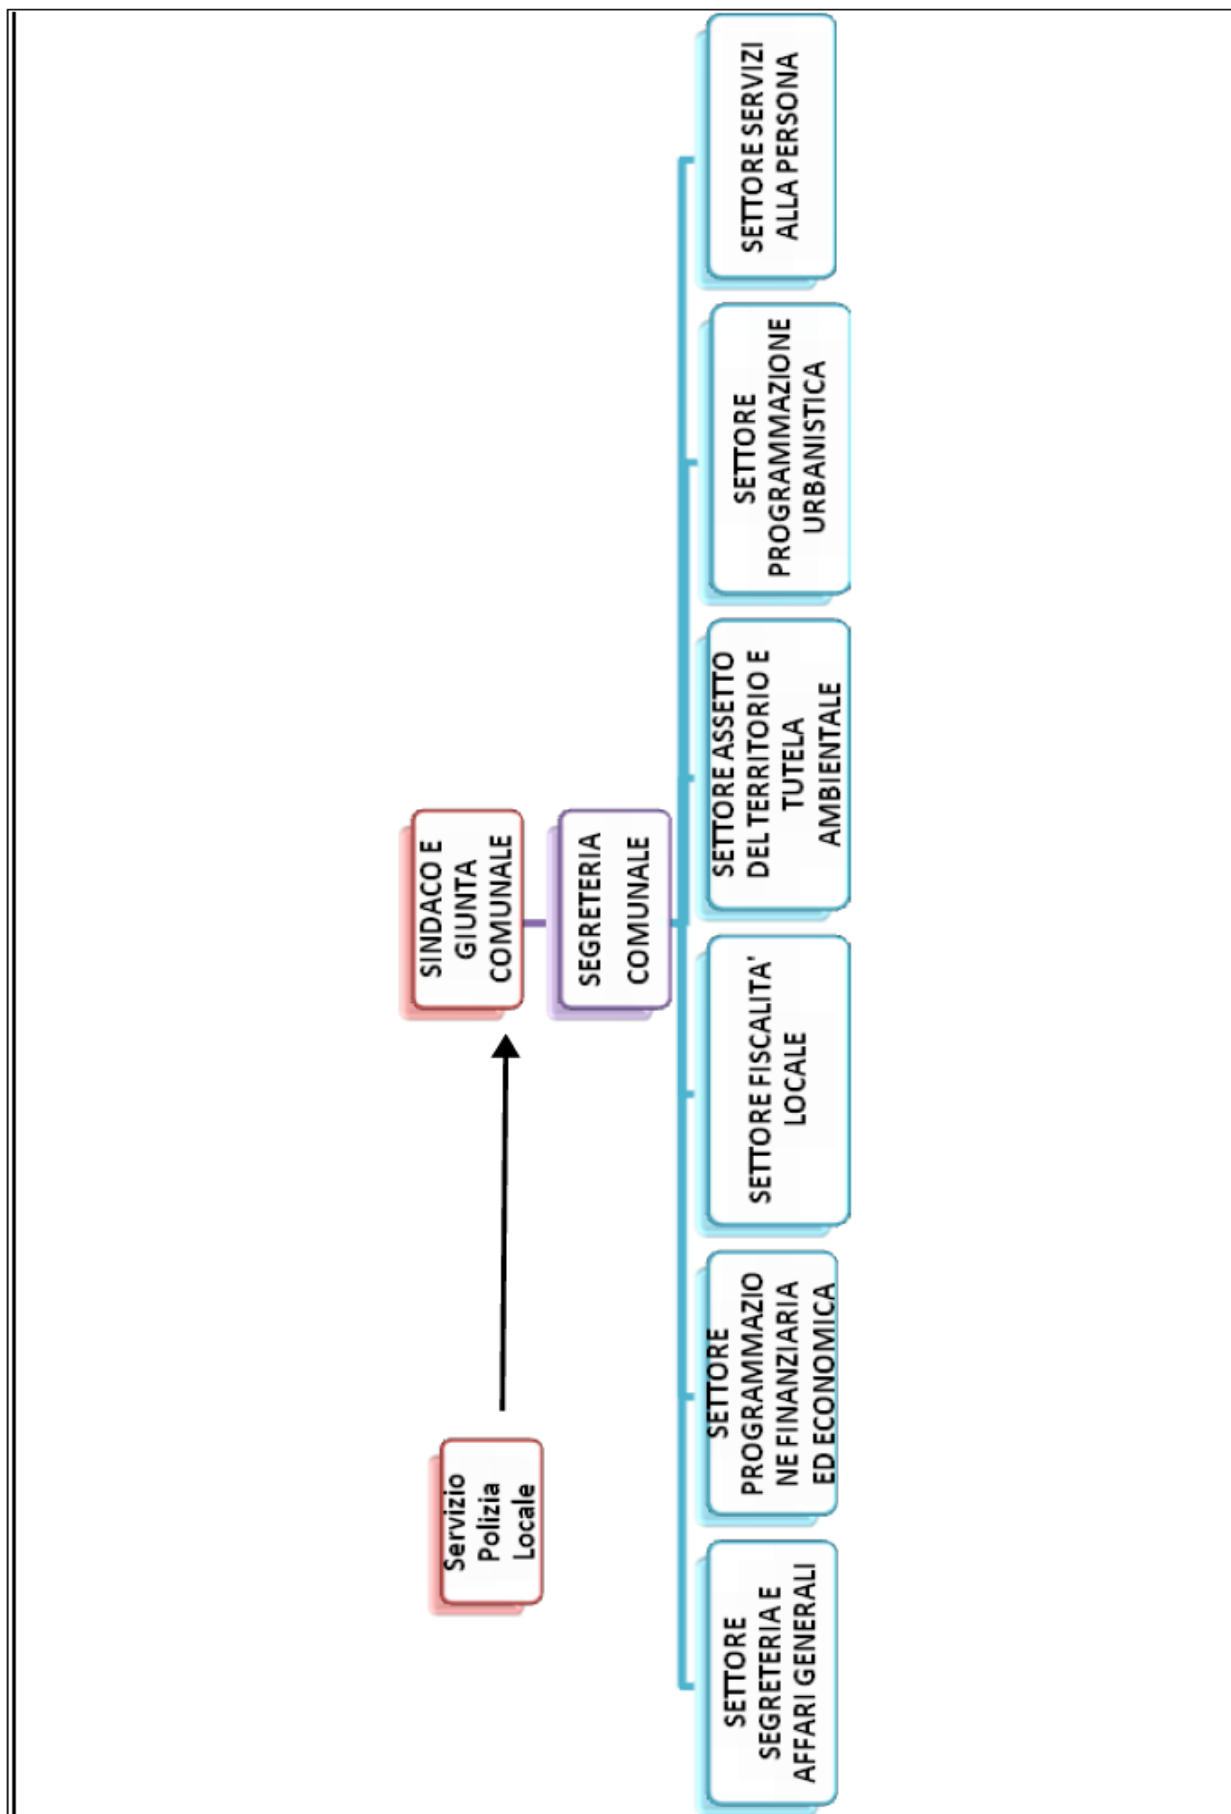 SINDACO E
GIUNTA
COMUNALE
Servizio
Polizia
Locale
SEGRETERIA
COMUNALE
SETTORE
SEGRETERIA E
AFFARI GENERALI
SETTORE
PROGRAMMAZIO
NE FINANZIARIA
ED ECONOMICA
SETTORE FISCALITA'
LOCALE
SETTORE ASSETTO
DEL TERRITORIO E
TUTELA
AMBIENTALE
SETTORE
PROGRAMMAZIONE
URBANISTICA
SETTORE SERVIZI
ALLA PERSONA